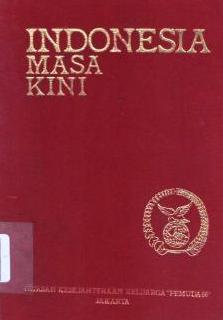 INDONESIA
MASA
KINI
YAYASAN KESEJAHTERAAN KELUARGA "PEMUDA 66"
JAKARTA